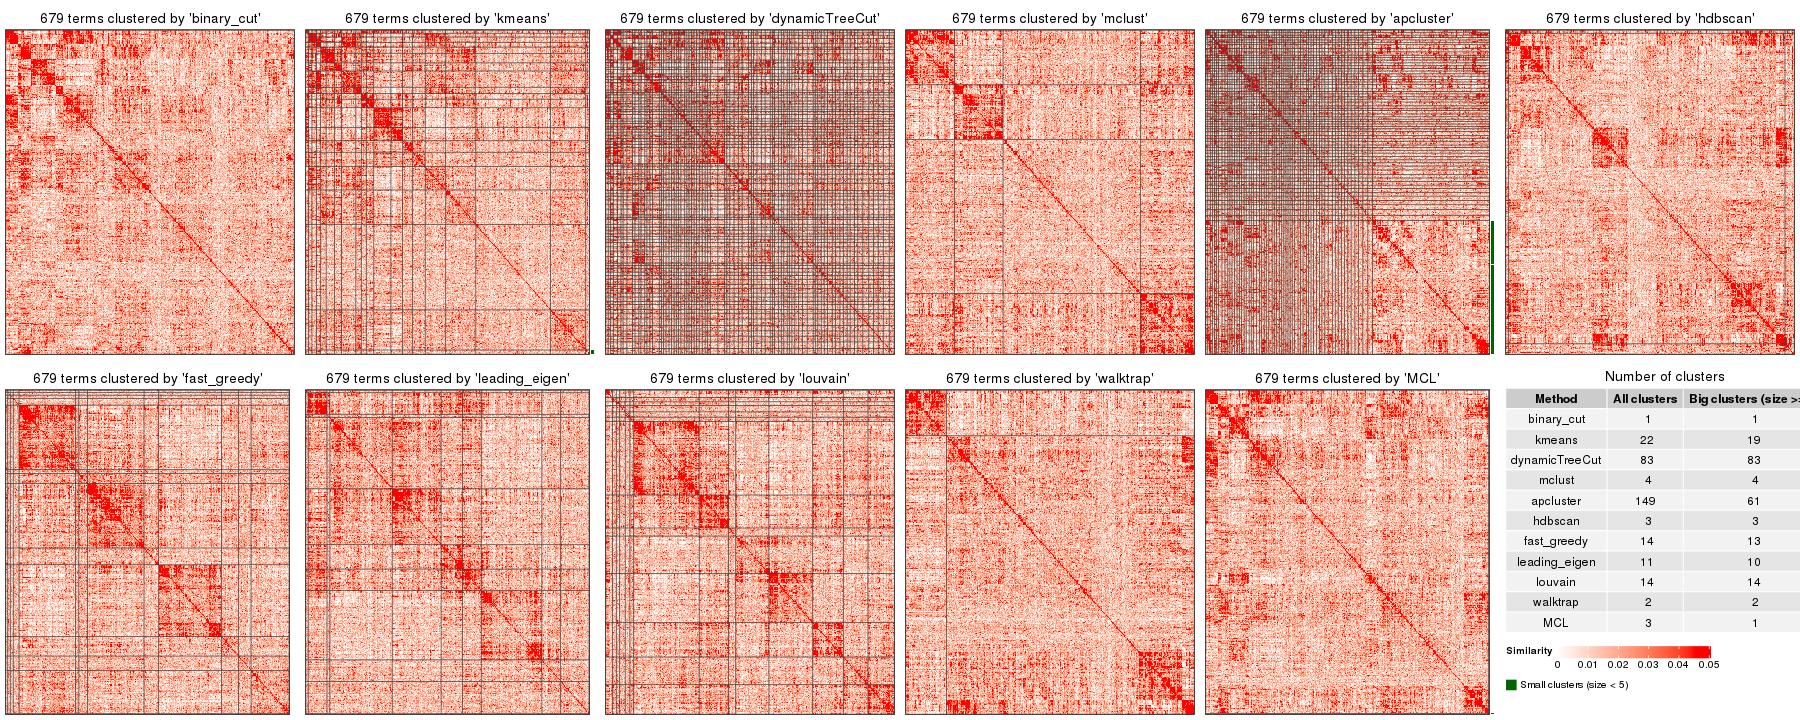 679 terms clustered by 'binary_cut'
679 terms clustered by 'kmeans'
679 terms clustered by 'dynamicTreeCut'
679 terms clustered by 'mclust'
679 terms clustered by 'apcluster'
679 terms clustered by 'hdbscan'
679 terms clustered by 'fast_greedy'
679 terms clustered by 'leading_eigen'
679 terms clustered by 'louvain'
679 terms clustered by 'walktrap'
679 terms clustered by 'MCL'
Number of clusters
Method All clusters Big clusters (size >=
binary_cut 1 1
kmeans 22 19
dynamicTreeCut 83 83
mclust 4 4
apcluster 149 61
hdbscan 3 3
fast_greedy 14 13
leading_eigen 11 10
louvain 14 14
walktrap 2 2
MCL 3 1
Similarity
0 0.01 0.02 0.03 0.04 0.05
Small clusters (size < 5)